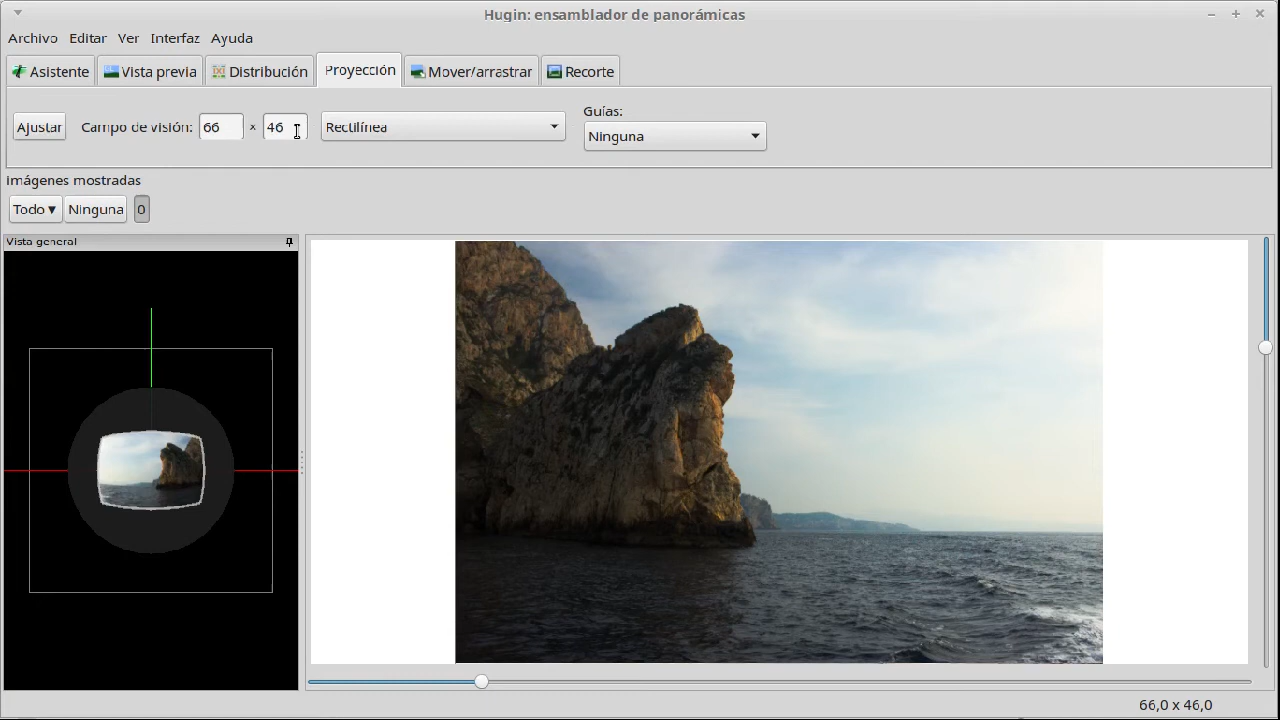 Hugin: ensamblador de panorámicas
Archivo Editar Ver Interfaz Ayuda
Asistente Vista previa Distribución Proyección Mover/arrastrar Recorte
Guías:
Ajustar Campo de visión: 66 x 46 Rectilínea
Ninguna
Imágenes mostradas
Todo ▾ Ninguna 0
Vista general
66,0 x 46,0